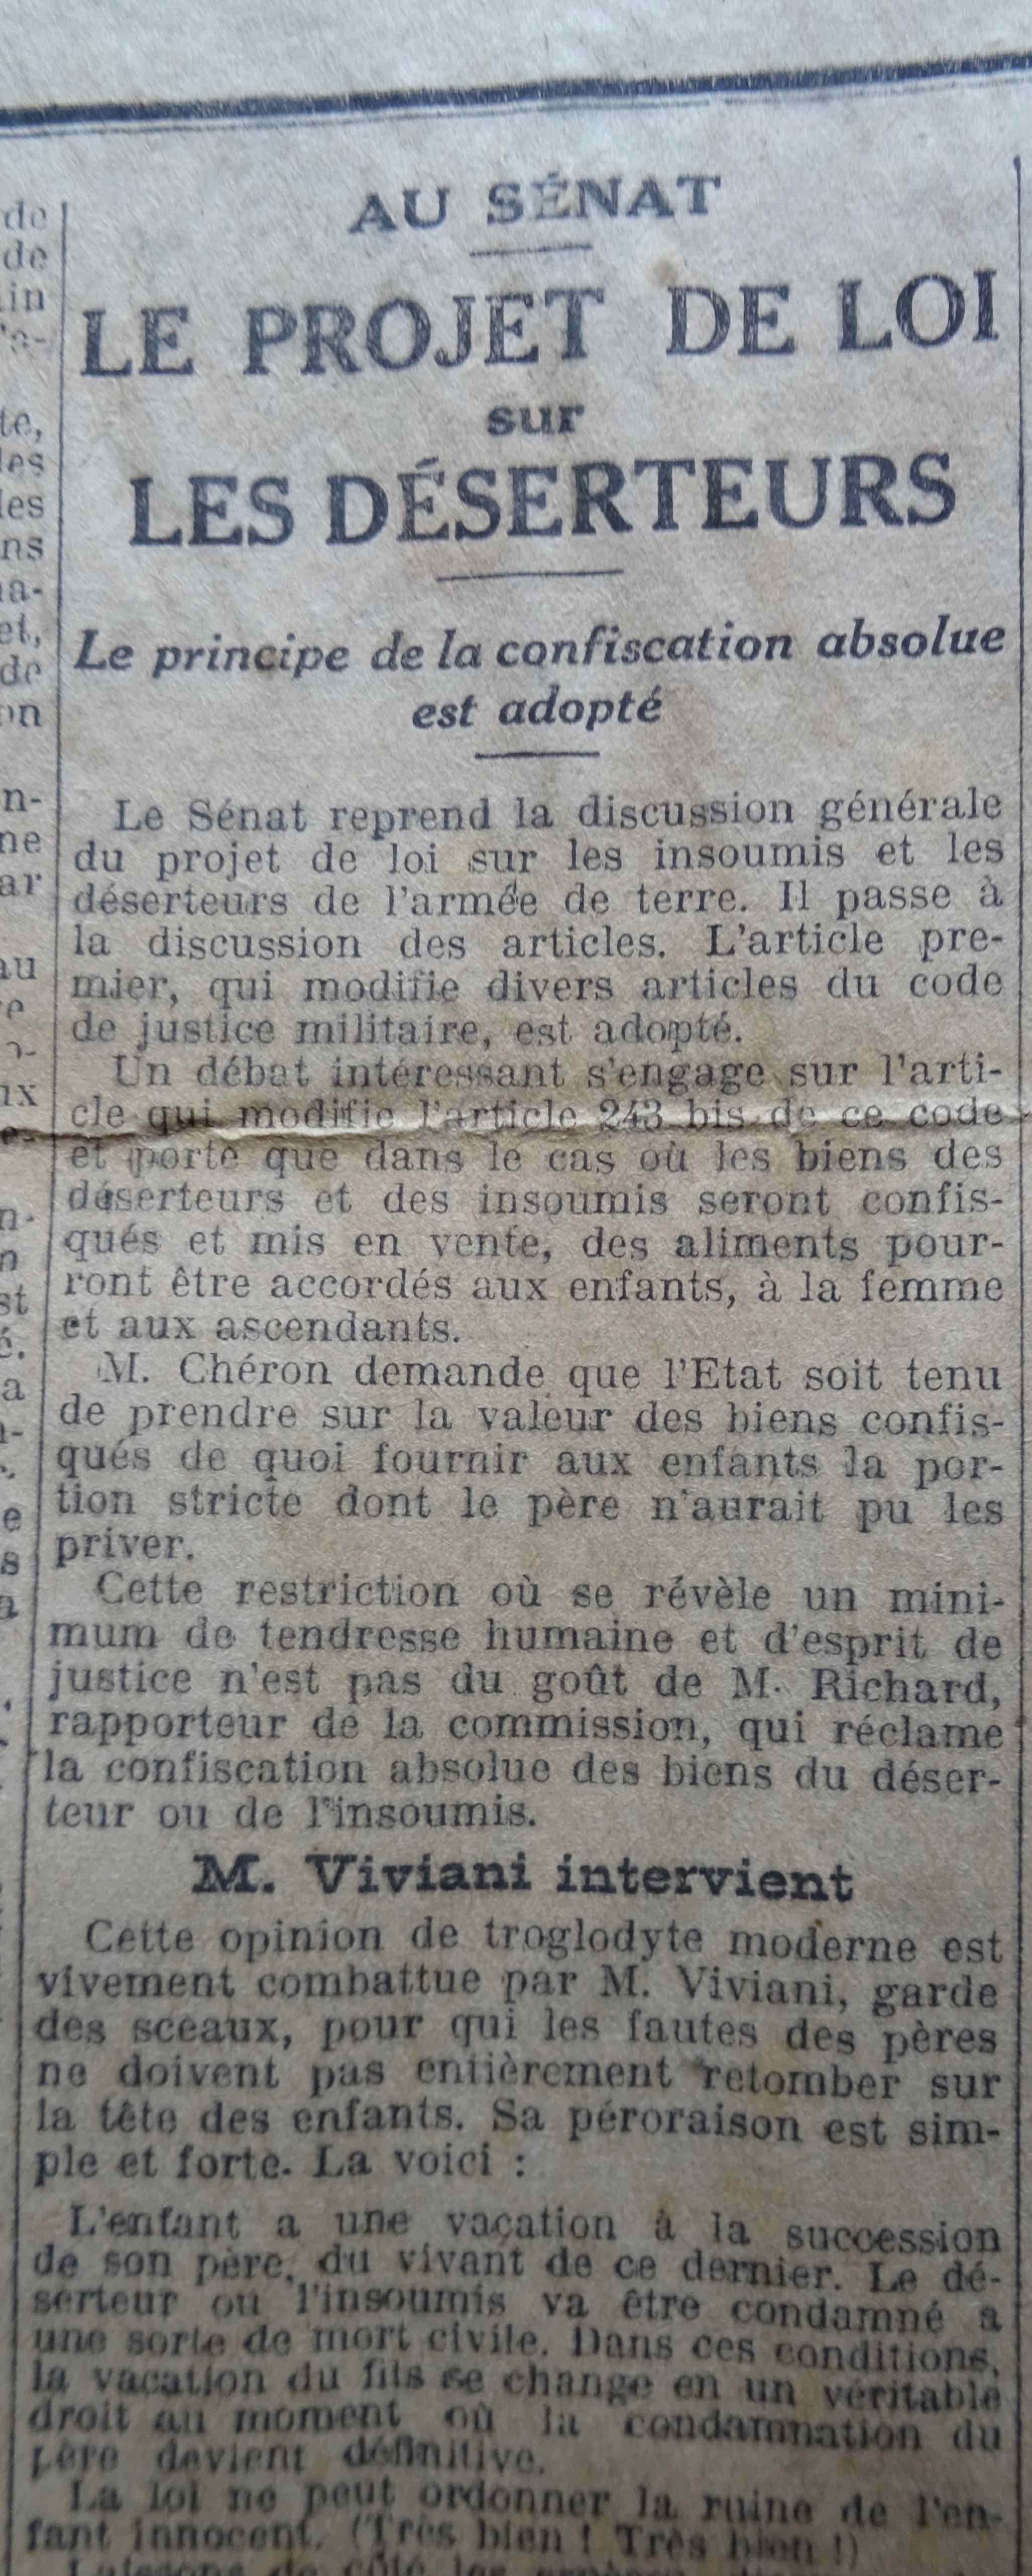 AU SÉNAT
LE PROJET DE LOI
sur
LES DÉSERTEURS
Le principe de la confiscation absolue
est adopté
Le Sénat reprend la discussion générale
du projet de loi sur les insoumis et les
déserteurs de l'armée de terre. Il passe à
la discussion des articles. L'article pre-
mier, qui modifie divers articles du code
de justice militaire, est adopté.
Un débat intéressant s'engage sur l'arti-
cle qui modifie l'article 243 bis de ce code
et porte que dans le cas où les biens des
déserteurs et des insoumis seront confis-
qués et mis en vente, des aliments pour-
ront être accordés aux enfants, à la femme
et aux ascendants.
M. Chéron demande que l'Etat soit tenu
de prendre sur la valeur des biens confis-
qués de quoi fournir aux enfants la por-
tion stricte dont le père n'aurait pu les
priver.
Cette restriction où se révèle un mini-
mum de tendresse humaine et d'esprit de
justice n'est pas du goût de M. Richard,
rapporteur de la commission, qui réclame
la confiscation absolue des biens du déser-
teur ou de l'insoumis.
M. Viviani intervient
Cette opinion de troglodyte moderne est
vivement combattue par M. Viviani, garde
des sceaux, pour qui les fautes des pères
ne doivent pas entièrement retomber sur
la tête des enfants. Sa péroraison est sim-
ple et forte. La voici :
L'enfant a une vacation à la succession
de son père, du vivant de ce dernier. Le dé-
serteur ou l'insoumis va être condamné à
une sorte de mort civile. Dans ces conditions,
la vacation du fils se change en un véritable
droit au moment où la condamnation du
père devient définitive.
La loi ne peut ordonner la ruine de l'en-
fant innocent. (Très bien ! Très bien !)